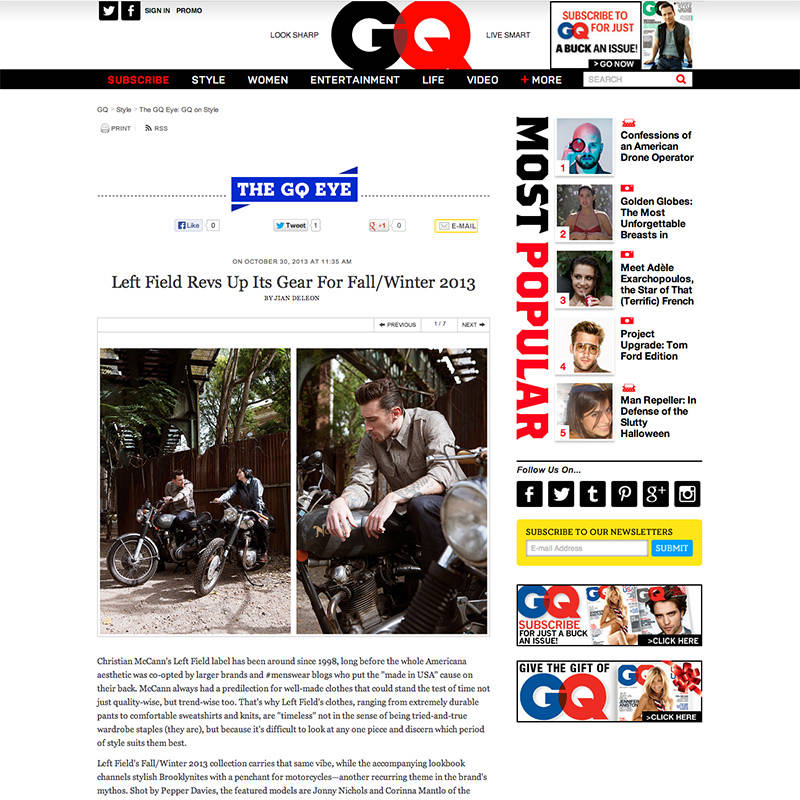 SIGN IN PROMO
LOOK SHARP
GQ
LIVE SMART
SUBSCRIBE TO
GQ FOR JUST
A BUCK AN ISSUE!
> GO NOW
SUBSCRIBE STYLE WOMEN ENTERTAINMENT LIFE VIDEO + MORE
SEARCH
GQ > Style > The GQ Eye: GQ on Style
PRINT RSS
THE GQ EYE
Like 0
Tweet 1
+1 0
E-MAIL
ON OCTOBER 30, 2013 AT 11:35 AM
Left Field Revs Up Its Gear For Fall/Winter 2013
BY JIAN DELEON
PREVIOUS 1 / 7 NEXT
Christian McCann's Left Field label has been around since 1998, long before the whole Americana
aesthetic was co-opted by larger brands and #menswear blogs who put the "made in USA" cause on
their back. McCann always had a predilection for well-made clothes that could stand the test of time not
just quality-wise, but trend-wise too. That's why Left Field's clothes, ranging from extremely durable
pants to comfortable sweatshirts and knits, are "timeless" not in the sense of being tried-and-true
wardrobe staples (they are), but because it's difficult to look at any one piece and discern which period
of style suits them best.
Left Field's Fall/Winter 2013 collection carries that same vibe, while the accompanying lookbook
channels stylish Brooklynites with a penchant for motorcycles—another recurring theme in the brand's
mythos. Shot by Pepper Davies, the featured models are Jonny Nichols and Corinna Mantlo of the
MOST POPULAR
1
Confessions of
an American
Drone Operator
2
Golden Globes:
The Most
Unforgettable
Breasts in
3
Meet Adèle
Exarchopoulos,
the Star of That
(Terrific) French
4
Project
Upgrade: Tom
Ford Edition
5
Man Repeller: In
Defense of the
Slutty
Halloween
Follow Us On...
SUBSCRIBE TO OUR NEWSLETTERS
E-mail Address
SUBMIT
GQ
SUBSCRIBE
FOR JUST A BUCK
AN ISSUE!
>CLICK HERE
GIVE THE GIFT OF
GQ
>CLICK HERE